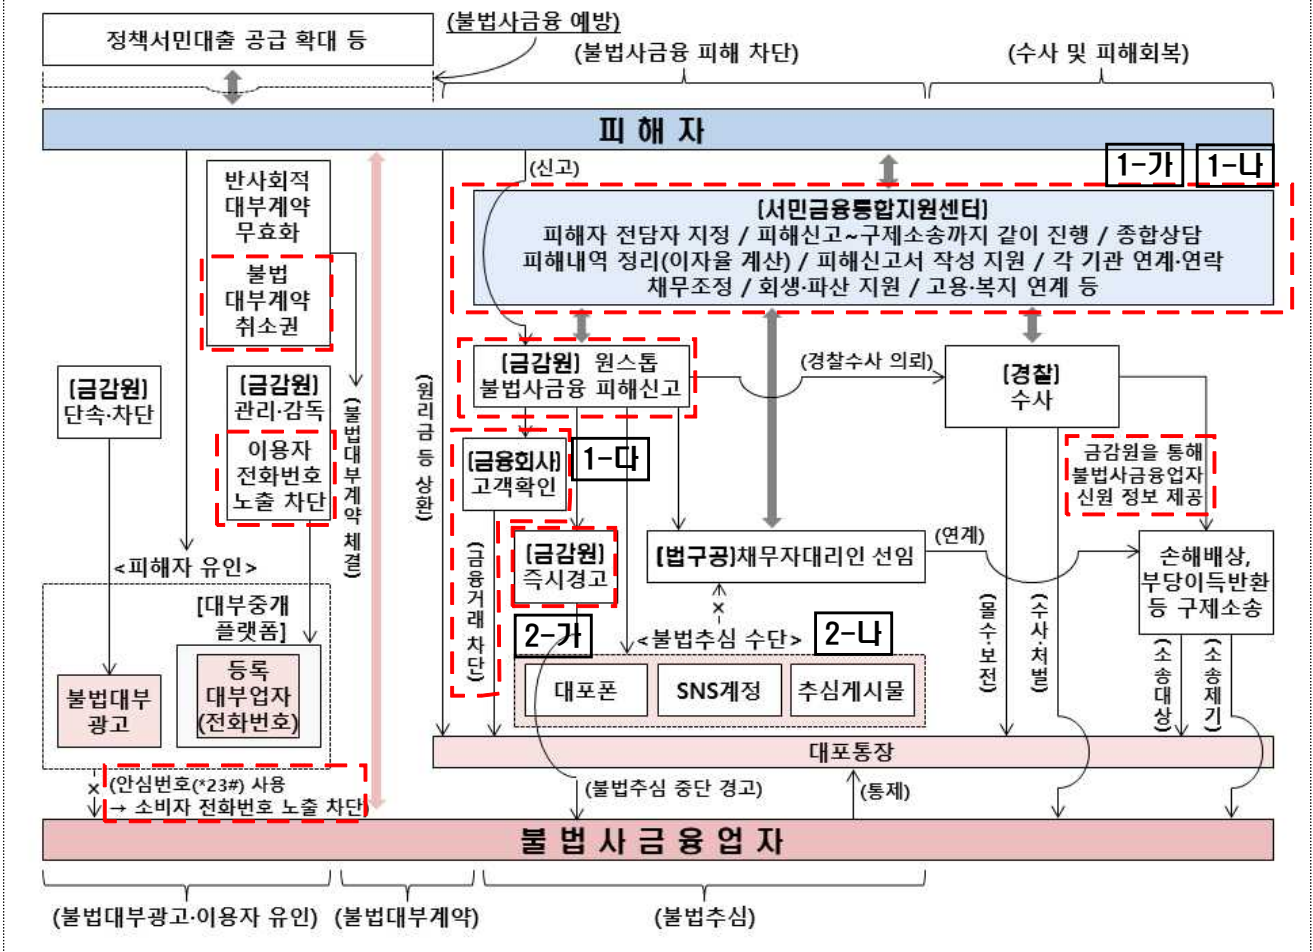 (불법사금융 예방)
정책서민대출 공급 확대 등
(불법사금융 피해 차단)
(수사 및 피해회복)
피 해 자
1-가
1-나
(신고)
반사회적
대부계약
무효화
불법
대부계약
취소권
[서민금융통합지원센터]
피해자 전담자 지정 / 피해신고~구제소송까지 같이 진행 / 종합상담
피해내역 정리(이자율 계산) / 피해신고서 작성 지원 / 각 기관 연계·연락
채무조정 / 회생·파산 지원 / 고용·복지 연계 등
[금감원]
단속·차단
[금감원]
관리·감독
이용자
전화번호
노출 차단
(불법대부계약 체결)
(원리금 등 상환)
[금감원] 원스톱
불법사금융 피해신고
(경찰수사 의뢰)
[경찰]
수사
[금융회사]
고객확인
1-다
금감원을 통해
불법사금융업자
신원 정보 제공
(금융거래 차단)
[금감원]
즉시경고
[법구공]채무자대리인 선임
(연계)
손해배상,
부당이득반환
등 구제소송
<피해자 유인>
[대부중개
플랫폼]
불법대부
광고
등록
대부업자
(전화번호)
2-가
×
<불법추심 수단>
2-나
대포폰
SNS계정
추심게시물
(몰수·보전)
(수사·처벌)
(소송대상)
(소송제기)
대포통장
×
(안심번호(*23#) 사용
→ 소비자 전화번호 노출 차단)
(불법추심 중단 경고)
(통제)
불 법 사 금 융 업 자
(불법대부광고·이용자 유인)
(불법대부계약)
(불법추심)